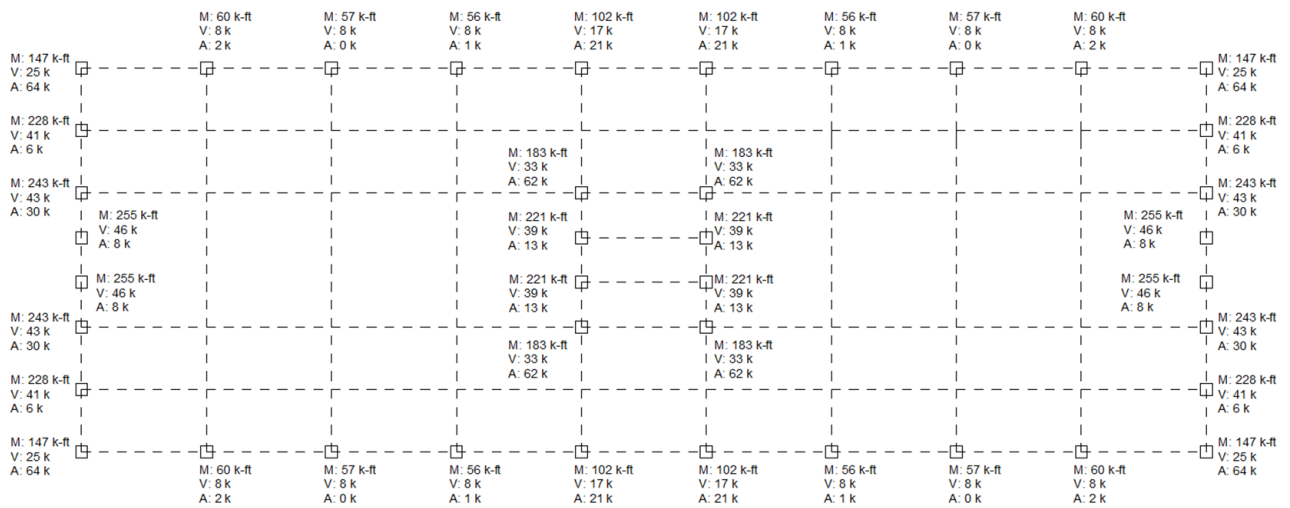 M: 60 k-ft
V: 8 k
A: 2 k
M: 57 k-ft
V: 8 k
A: 0 k
M: 56 k-ft
V: 8 k
A: 1 k
M: 102 k-ft
V: 17 k
A: 21 k
M: 102 k-ft
V: 17 k
A: 21 k
M: 56 k-ft
V: 8 k
A: 1 k
M: 57 k-ft
V: 8 k
A: 0 k
M: 60 k-ft
V: 8 k
A: 2 k
M: 147 k-ft
V: 25 k
A: 64 k
M: 147 k-ft
V: 25 k
A: 64 k
M: 228 k-ft
V: 41 k
A: 6 k
M: 228 k-ft
V: 41 k
A: 6 k
M: 183 k-ft
V: 33 k
A: 62 k
M: 183 k-ft
V: 33 k
A: 62 k
M: 243 k-ft
V: 43 k
A: 30 k
M: 243 k-ft
V: 43 k
A: 30 k
M: 255 k-ft
V: 46 k
A: 8 k
M: 221 k-ft
V: 39 k
A: 13 k
M: 221 k-ft
V: 39 k
A: 13 k
M: 255 k-ft
V: 46 k
A: 8 k
M: 255 k-ft
V: 46 k
A: 8 k
M: 221 k-ft
V: 39 k
A: 13 k
M: 221 k-ft
V: 39 k
A: 13 k
M: 255 k-ft
V: 46 k
A: 8 k
M: 243 k-ft
V: 43 k
A: 30 k
M: 243 k-ft
V: 43 k
A: 30 k
M: 183 k-ft
V: 33 k
A: 62 k
M: 183 k-ft
V: 33 k
A: 62 k
M: 228 k-ft
V: 41 k
A: 6 k
M: 228 k-ft
V: 41 k
A: 6 k
M: 147 k-ft
V: 25 k
A: 64 k
M: 147 k-ft
V: 25 k
A: 64 k
M: 60 k-ft
V: 8 k
A: 2 k
M: 57 k-ft
V: 8 k
A: 0 k
M: 56 k-ft
V: 8 k
A: 1 k
M: 102 k-ft
V: 17 k
A: 21 k
M: 102 k-ft
V: 17 k
A: 21 k
M: 56 k-ft
V: 8 k
A: 1 k
M: 57 k-ft
V: 8 k
A: 0 k
M: 60 k-ft
V: 8 k
A: 2 k